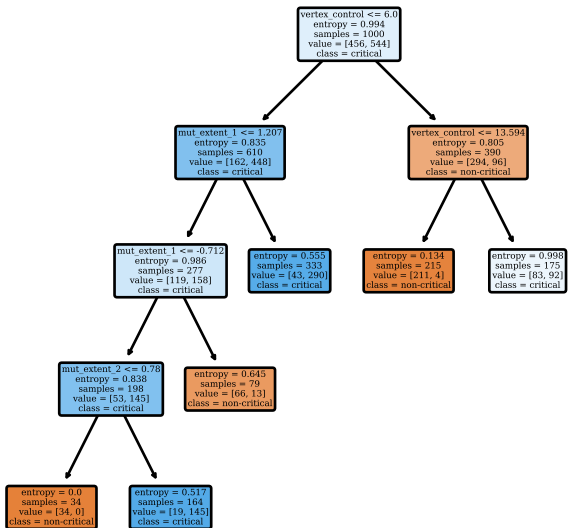 vertex_control <= 6.0
entropy = 0.994
samples = 1000
value = [456, 544]
class = critical
mut_extent_1 <= 1.207
entropy = 0.835
samples = 610
value = [162, 448]
class = critical
vertex_control <= 13.594
entropy = 0.805
samples = 390
value = [294, 96]
class = non-critical
mut_extent_1 <= -0.712
entropy = 0.986
samples = 277
value = [119, 158]
class = critical
entropy = 0.555
samples = 333
value = [43, 290]
class = critical
entropy = 0.134
samples = 215
value = [211, 4]
class = non-critical
entropy = 0.998
samples = 175
value = [83, 92]
class = critical
mut_extent_2 <= 0.78
entropy = 0.838
samples = 198
value = [53, 145]
class = critical
entropy = 0.645
samples = 79
value = [66, 13]
class = non-critical
entropy = 0.0
samples = 34
value = [34, 0]
class = non-critical
entropy = 0.517
samples = 164
value = [19, 145]
class = critical